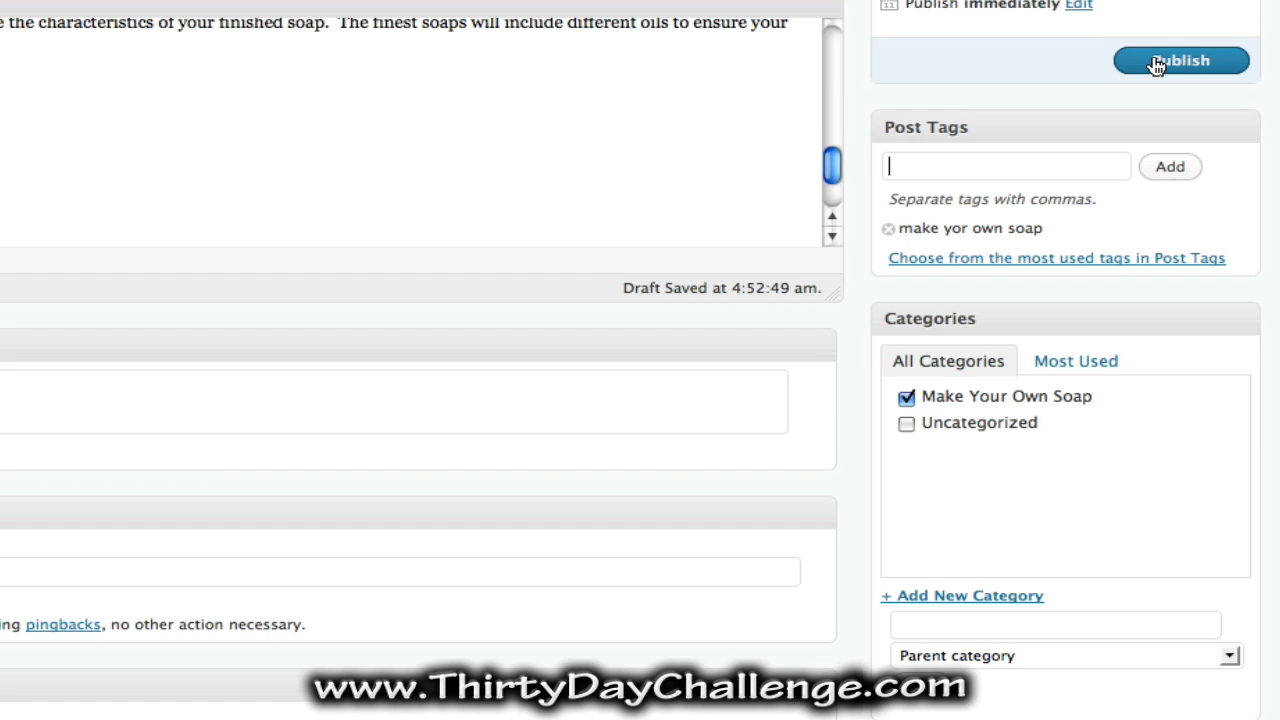 e the characteristics of your finished soap. The finest soaps will include different oils to ensure your
Publish immediately Edit
Publish
Post Tags
Add
Separate tags with commas.
make yor own soap
Choose from the most used tags in Post Tags
Draft Saved at 4:52:49 am.
Categories
All Categories Most Used
Make Your Own Soap
Uncategorized
+ Add New Category
ing pingbacks, no other action necessary.
Parent category
www.ThirtyDayChallenge.com